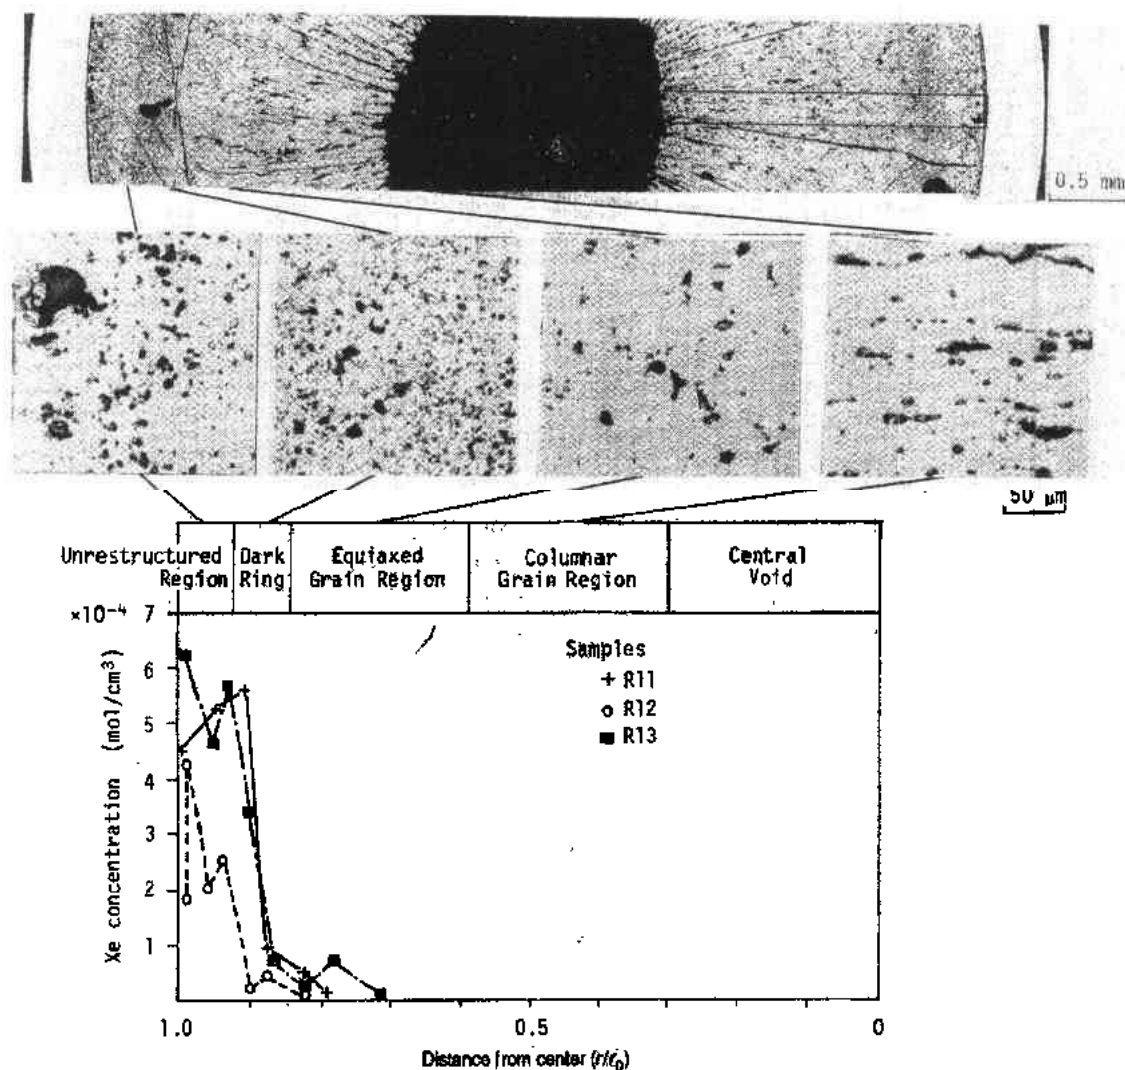 0.5 mm
50 μm
Unrestructured Region
Dark Ring
Equiaxed Grain Region
Columnar Grain Region
Central Void
×10⁻⁴ 7
6
5
4
3
2
1
Xe concentration (mol/cm³)
Samples
+ R11
o R12
■ R13
1.0 0.5 0
Distance from center (r/r₀)